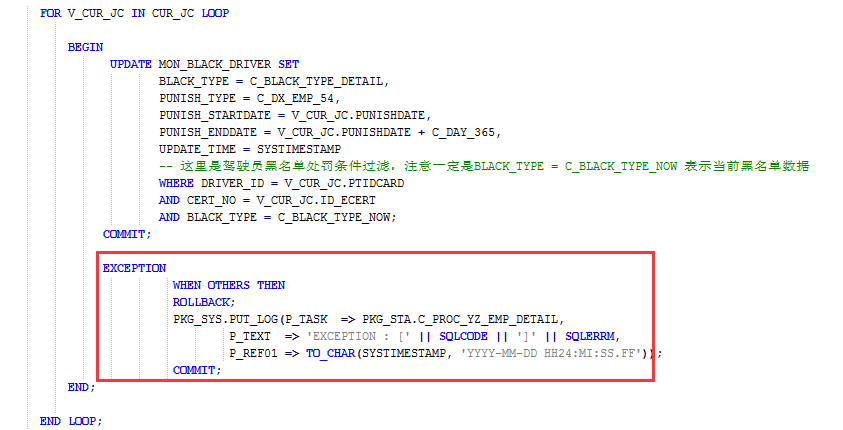 FOR V_CUR_JC IN CUR_JC LOOP
BEGIN
UPDATE MON_BLACK_DRIVER SET
BLACK_TYPE = C_BLACK_TYPE_DETAIL,
PUNISH_TYPE = C_DX_EMP_54,
PUNISH_STARTDATE = V_CUR_JC.PUNISHDATE,
PUNISH_ENDDATE = V_CUR_JC.PUNISHDATE + C_DAY_365,
UPDATE_TIME = SYSTIMESTAMP
-- 这里是驾驶员黑名单处罚条件过滤，注意一定是BLACK_TYPE = C_BLACK_TYPE_NOW 表示当前黑名单数据
WHERE DRIVER_ID = V_CUR_JC.PTIDCARD
AND CERT_NO = V_CUR_JC.ID_ECERT
AND BLACK_TYPE = C_BLACK_TYPE_NOW;
COMMIT;
EXCEPTION
WHEN OTHERS THEN
ROLLBACK;
PKG_SYS.PUT_LOG(P_TASK => PKG_STA.C_PROC_YZ_EMP_DETAIL,
P_TEXT => 'EXCEPTION : [' || SQLCODE || ']' || SQLERRM,
P_REF01 => TO_CHAR(SYSTIMESTAMP, 'YYYY-MM-DD HH24:MI:SS.FF'));
COMMIT;
END;
END LOOP;